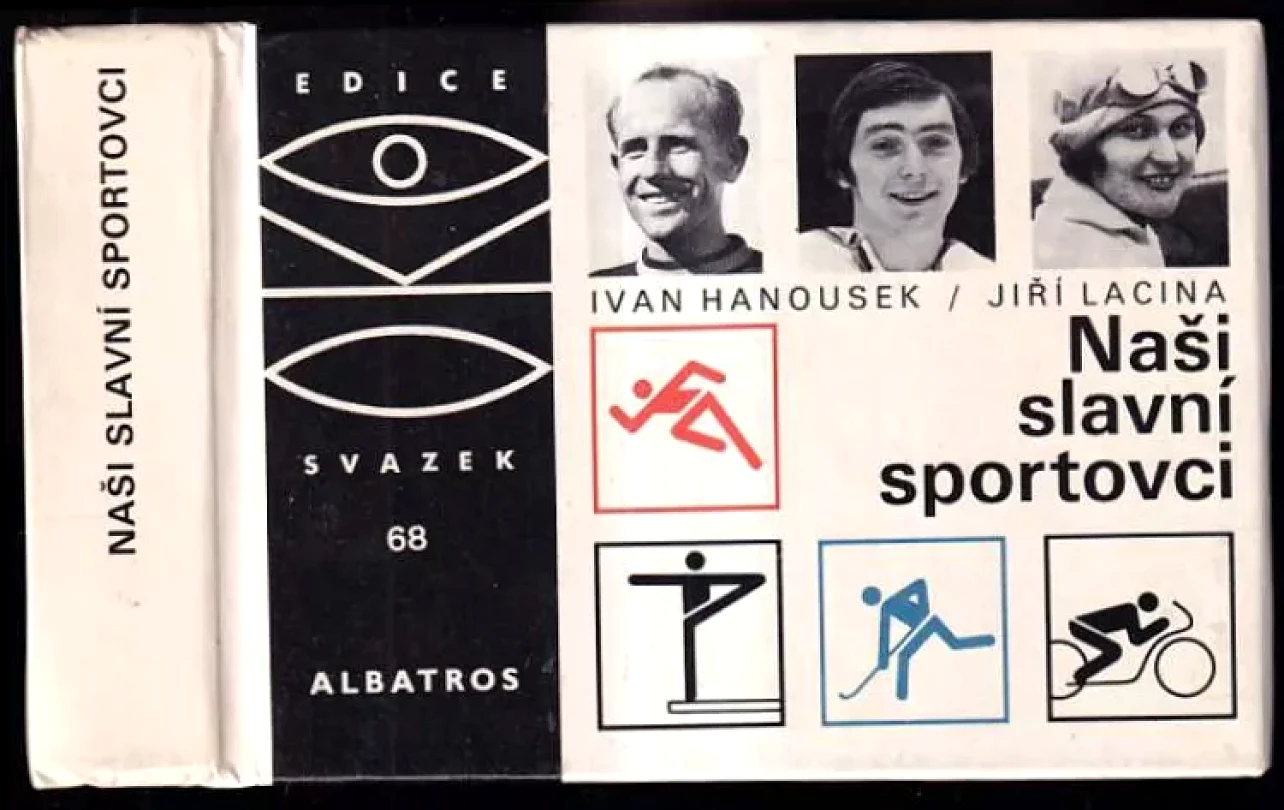 NAŠI SLAVNÍ SPORTOVCI
EDICE
SVAZEK
68
ALBATROS
IVAN HANOUSEK / JIŘÍ LACINA
Naši
slavní
sportovci